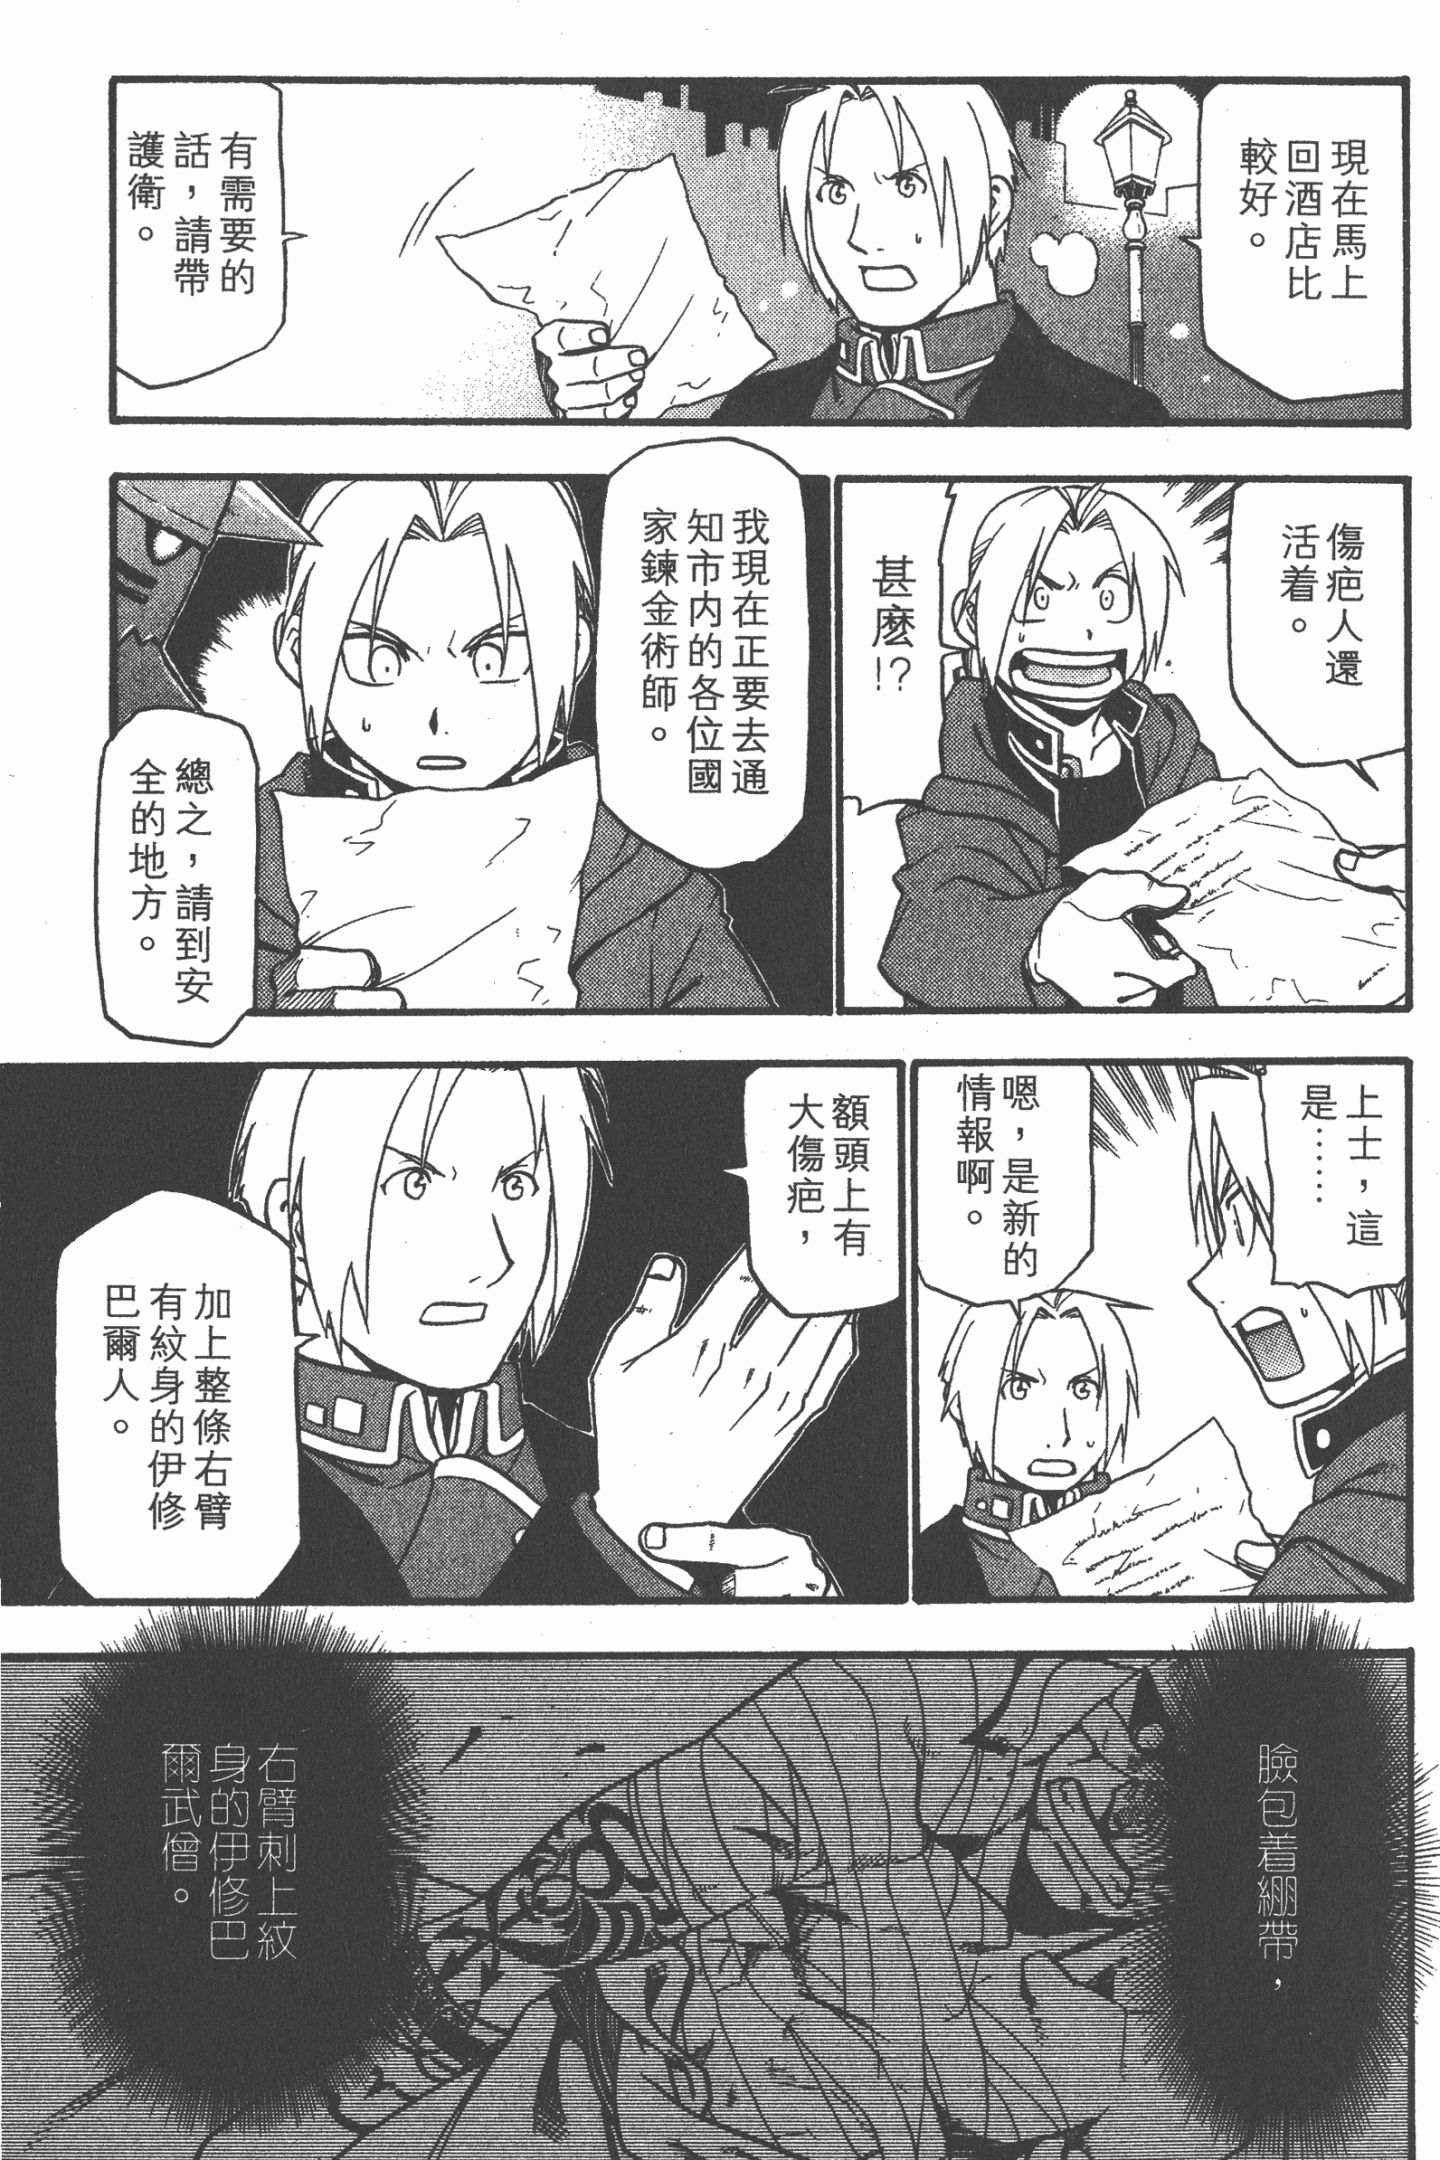 現在馬上
回酒店比
較好。
有需要的
話，請帶
護衛。
傷疤人還
活着。
甚麼!?
我現在正要去通
知市內的各位國
家鍊金術師。
總之，請到安
全的地方。
上士，這
是……
嗯，是新的
情報啊。
額頭上有
大傷疤，
加上整條右臂
有紋身的伊修
巴爾人。
臉包着綳帶，
右臂刺上紋
身的伊修巴
爾武僧。